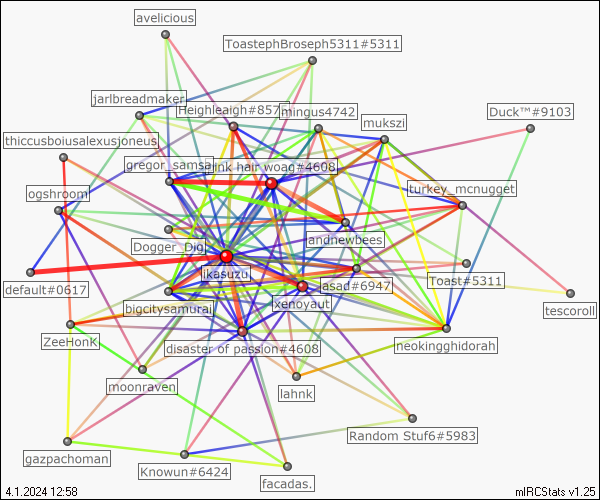 avelicious
ToastephBroseph5311#5311
jarlbreadmaker
Heighleaigh#8575
mingus4742
Duck™#9103
mukszi
thiccusboiusalexusjoneus
gregor_samsa
pink hair woag#4608
ogshroom
turkey_mcnugget
andnewbees
Dogger_Dig
ikasuzu
asad#6947
Toast#5311
default#0617
xenoyaut
bigcitysamurai
tescoroll
ZeeHonK
disaster of passion#4608
neokingghidorah
moonraven
lahnk
Random Stuf6#5983
gazpachoman
Knowun#6424
facadas.
4.1.2024 12:58
mIRCStats v1.25